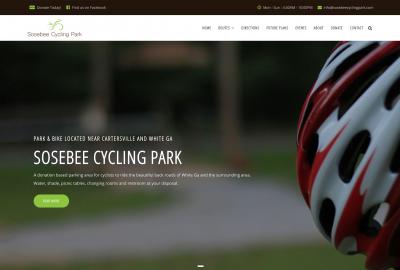 Donate Today!
Find us on Facebook
Mon - Sun : 6:00AM - 10:00PM
info@sosebeecyclingpark.com
Sosebee Cycling Park
HOME
ROUTES
DIRECTIONS
FUTURE PLANS
EVENTS
ABOUT
DONATE
CONTACT
PARK & BIKE LOCATED NEAR CARTERSVILLE AND WHITE GA
SOSEBEE CYCLING PARK
A donation based parking area for cyclists to ride the beautiful back roads of White Ga and the surrounding area.
Water, shade, picnic tables, changing rooms and restroom at your disposal.